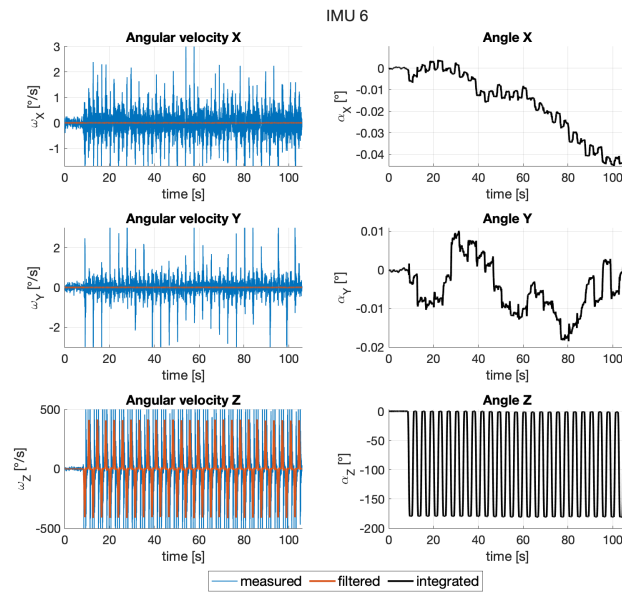 IMU 6
Angular velocity X
3
2
1
0
-1
ω_X [°/s]
0 20 40 60 80 100
time [s]
Angle X
0
-0.01
-0.02
-0.03
-0.04
α_X [°]
0 20 40 60 80 100
time [s]
Angular velocity Y
2
0
-2
ω_Y [°/s]
0 20 40 60 80 100
time [s]
Angle Y
0.01
0
-0.01
-0.02
α_Y [°]
0 20 40 60 80 100
time [s]
Angular velocity Z
500
0
-500
ω_Z [°/s]
0 20 40 60 80 100
time [s]
Angle Z
0
-50
-100
-150
-200
α_Z [°]
0 20 40 60 80 100
time [s]
measured filtered integrated